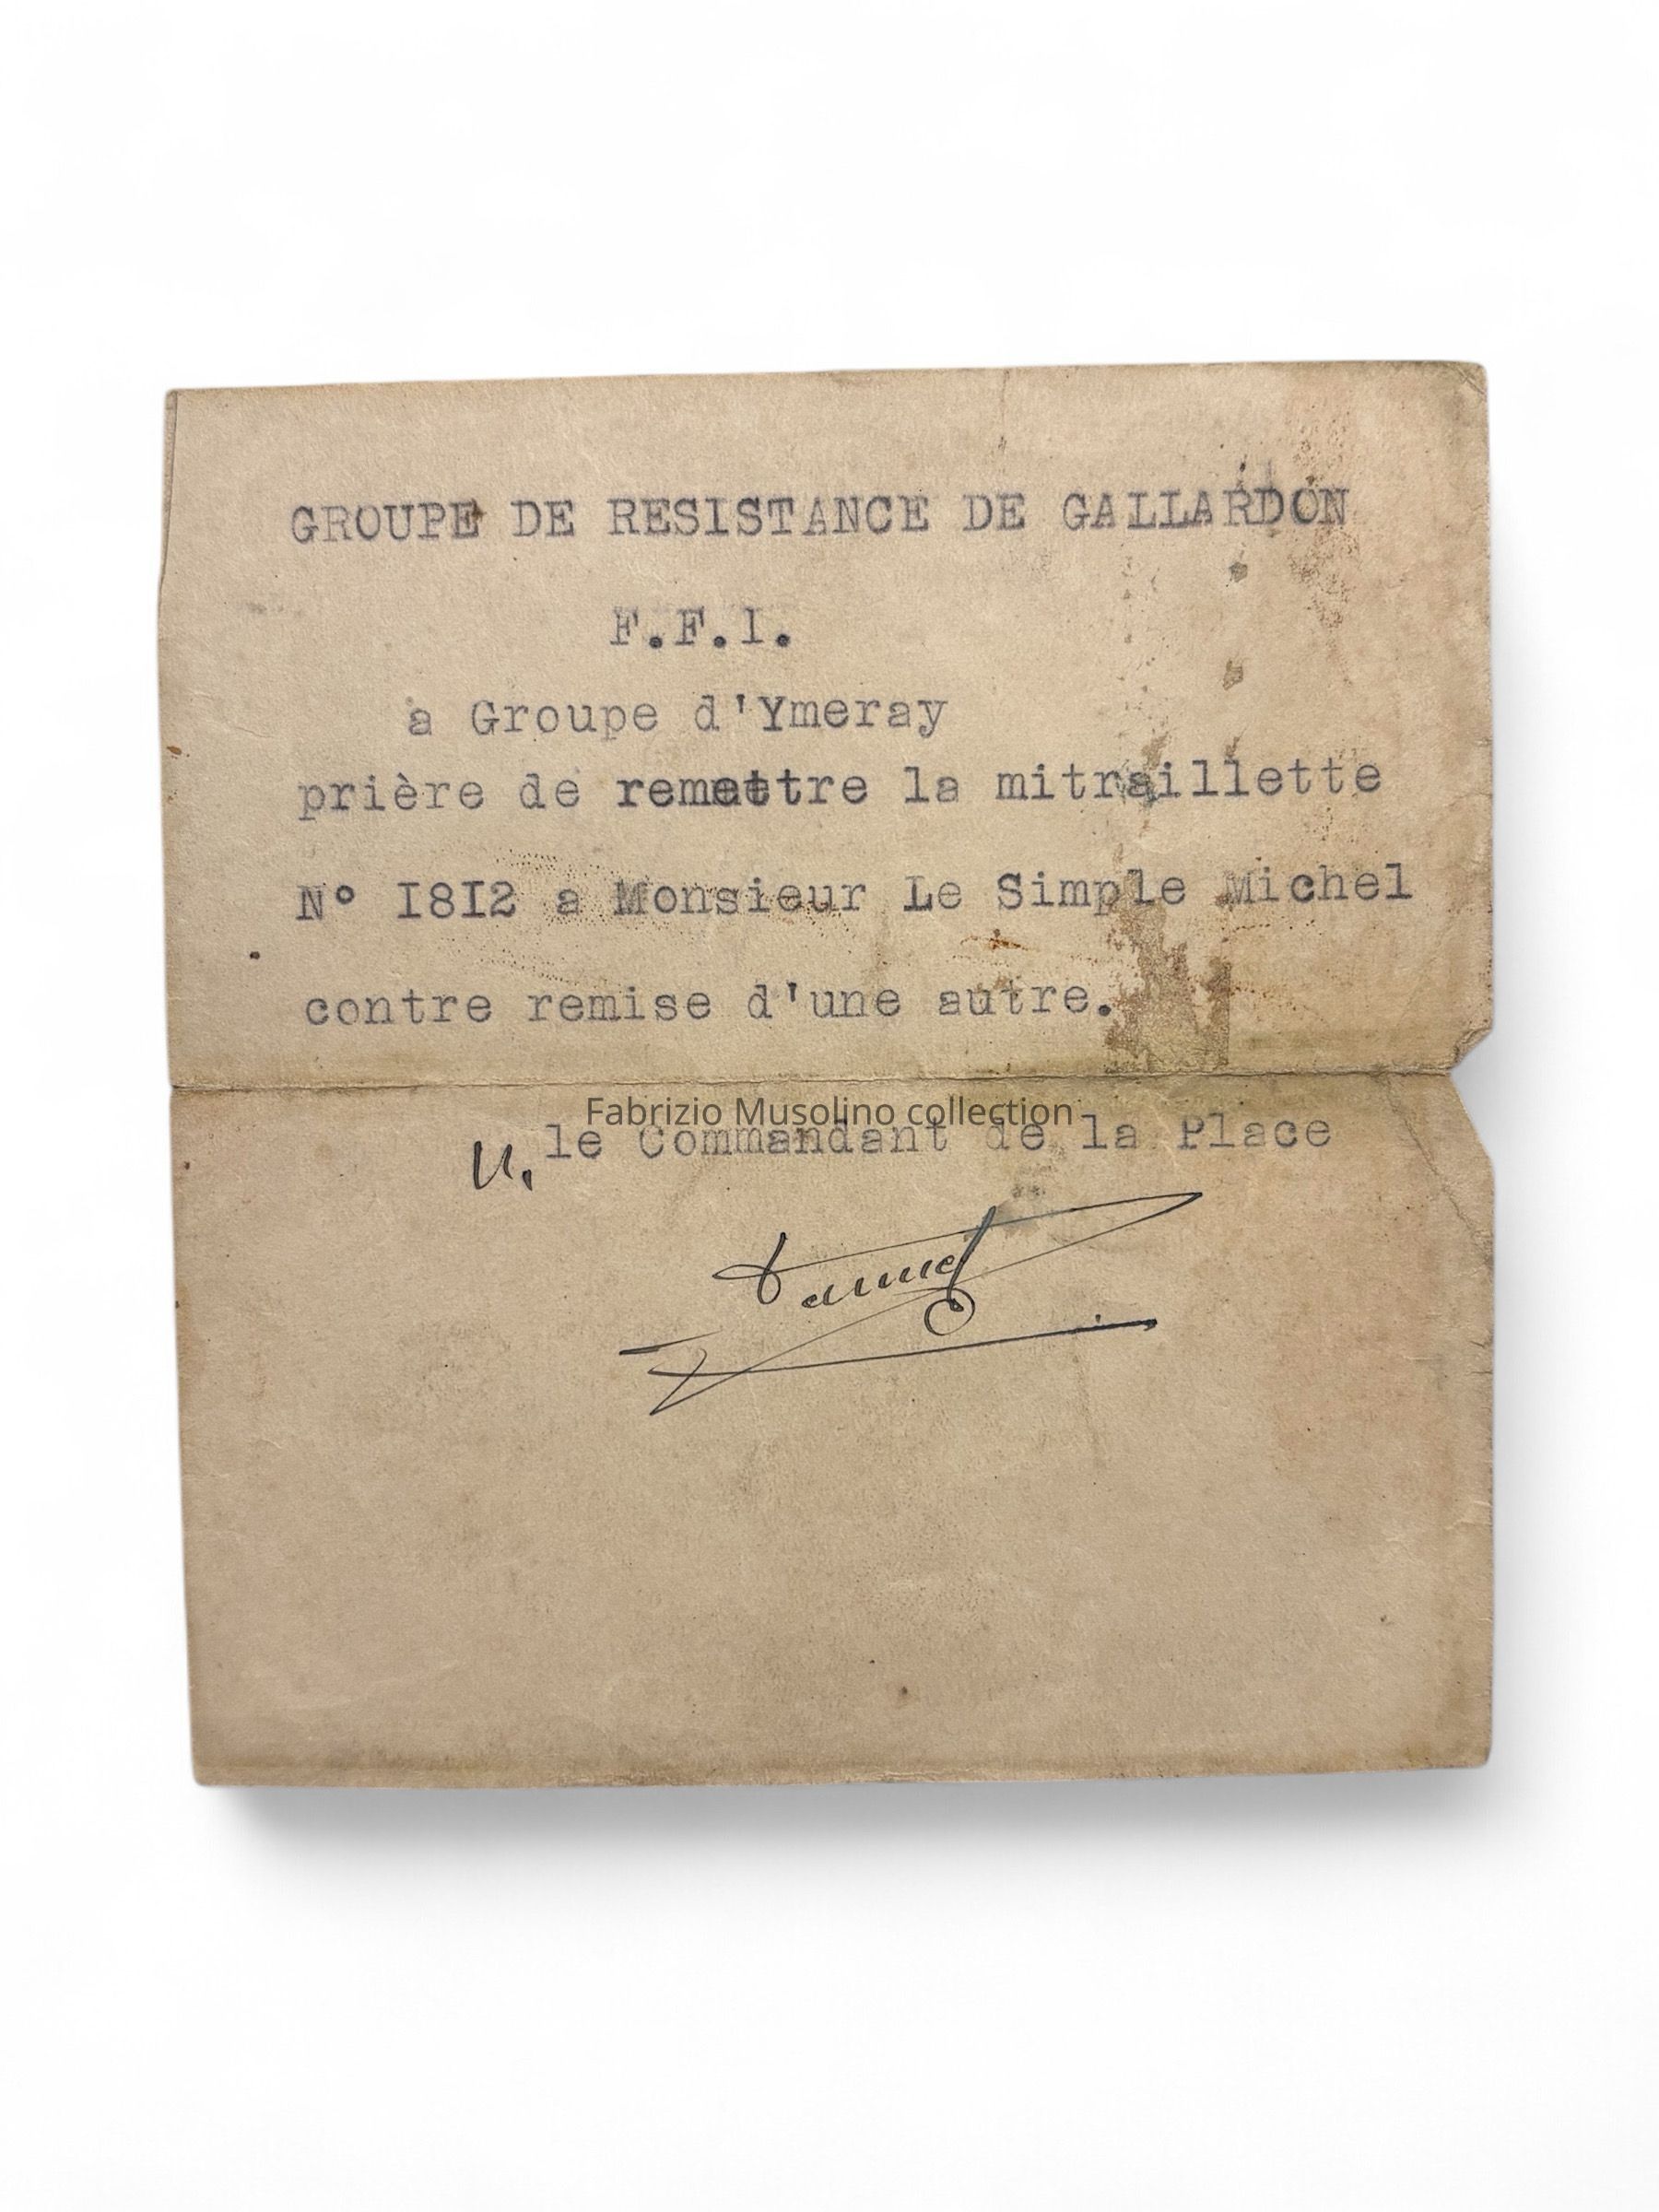 GROUPE DE RESISTANCE DE GALLARDON
F.F.I.
a Groupe d'Ymeray
prière de remettre la mitraillette
N° I8I2 a Monsieur Le Simple Michel
contre remise d'une autre.
Fabrizio Musolino collection
le Commandant de la Place